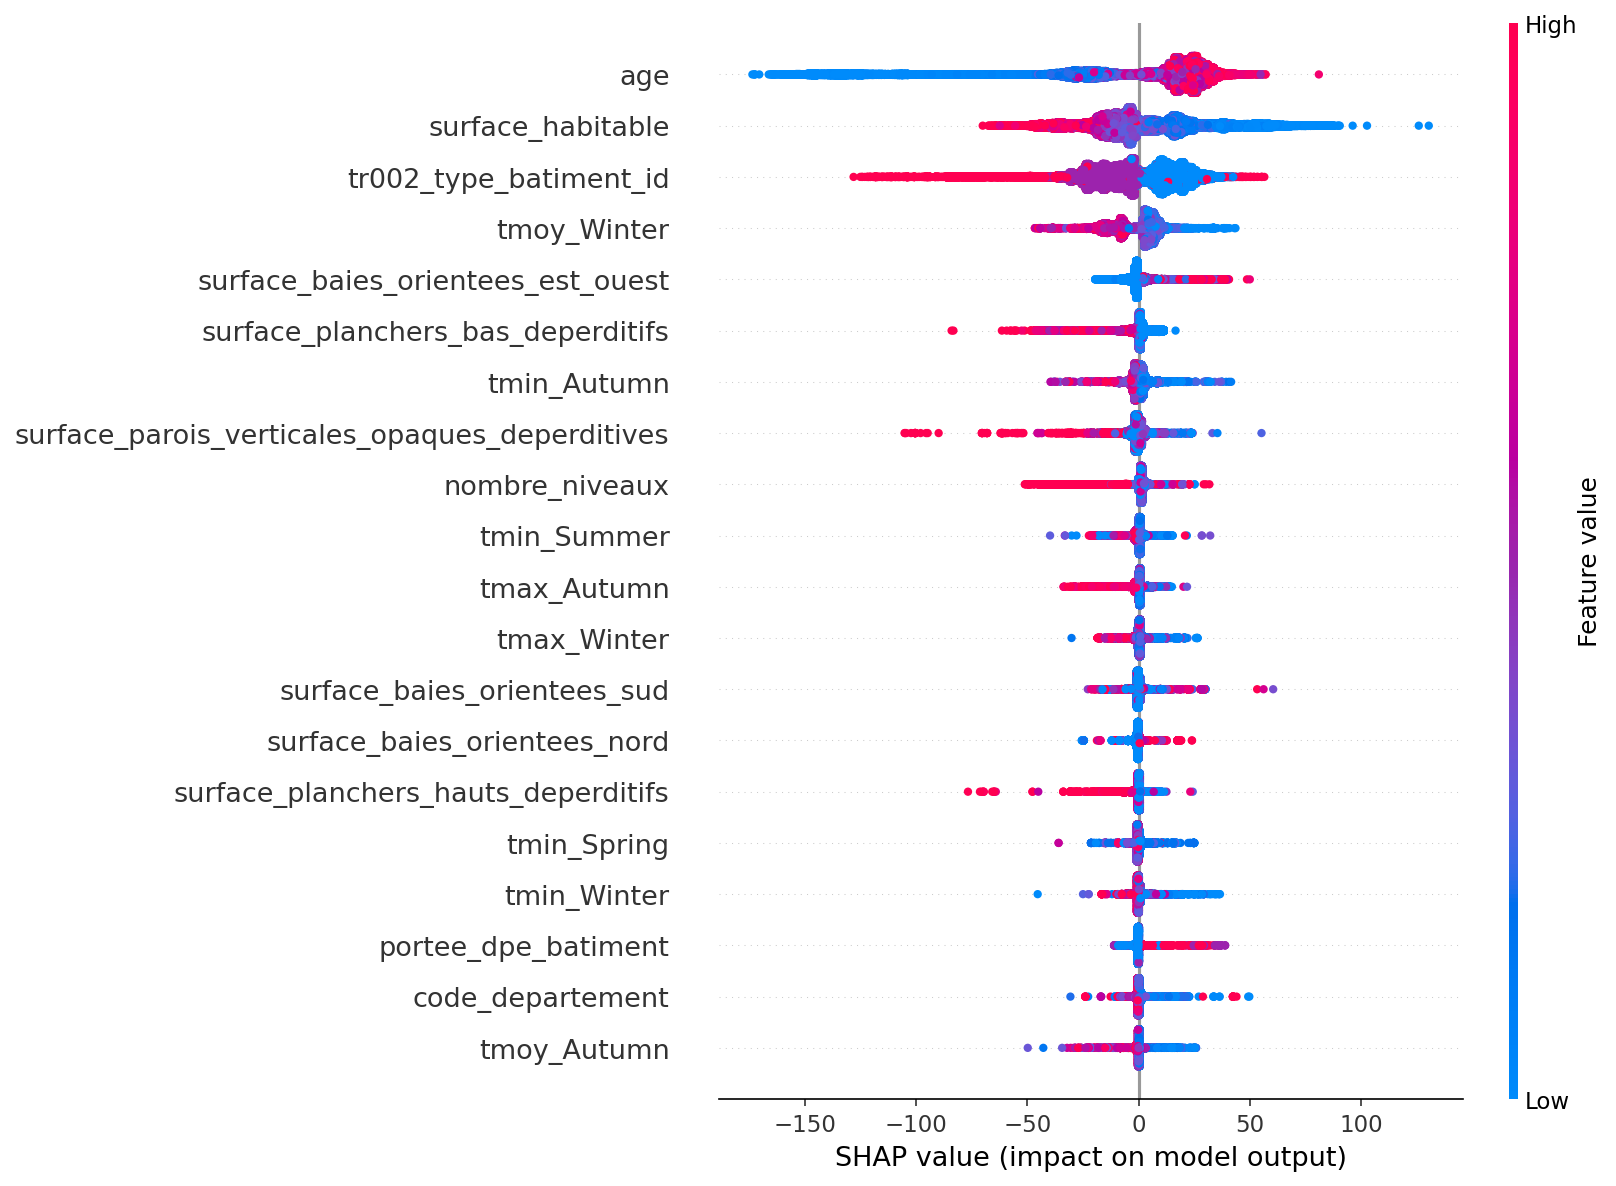 High
age
surface_habitable
tr002_type_batiment_id
tmoy_Winter
surface_baies_orientees_est_ouest
surface_planchers_bas_deperditifs
tmin_Autumn
surface_parois_verticales_opaques_deperditives
nombre_niveaux
tmin_Summer
tmax_Autumn
tmax_Winter
surface_baies_orientees_sud
surface_baies_orientees_nord
surface_planchers_hauts_deperditifs
tmin_Spring
tmin_Winter
portee_dpe_batiment
code_departement
tmoy_Autumn
Feature value
Low
−150 −100 −50 0 50 100
SHAP value (impact on model output)